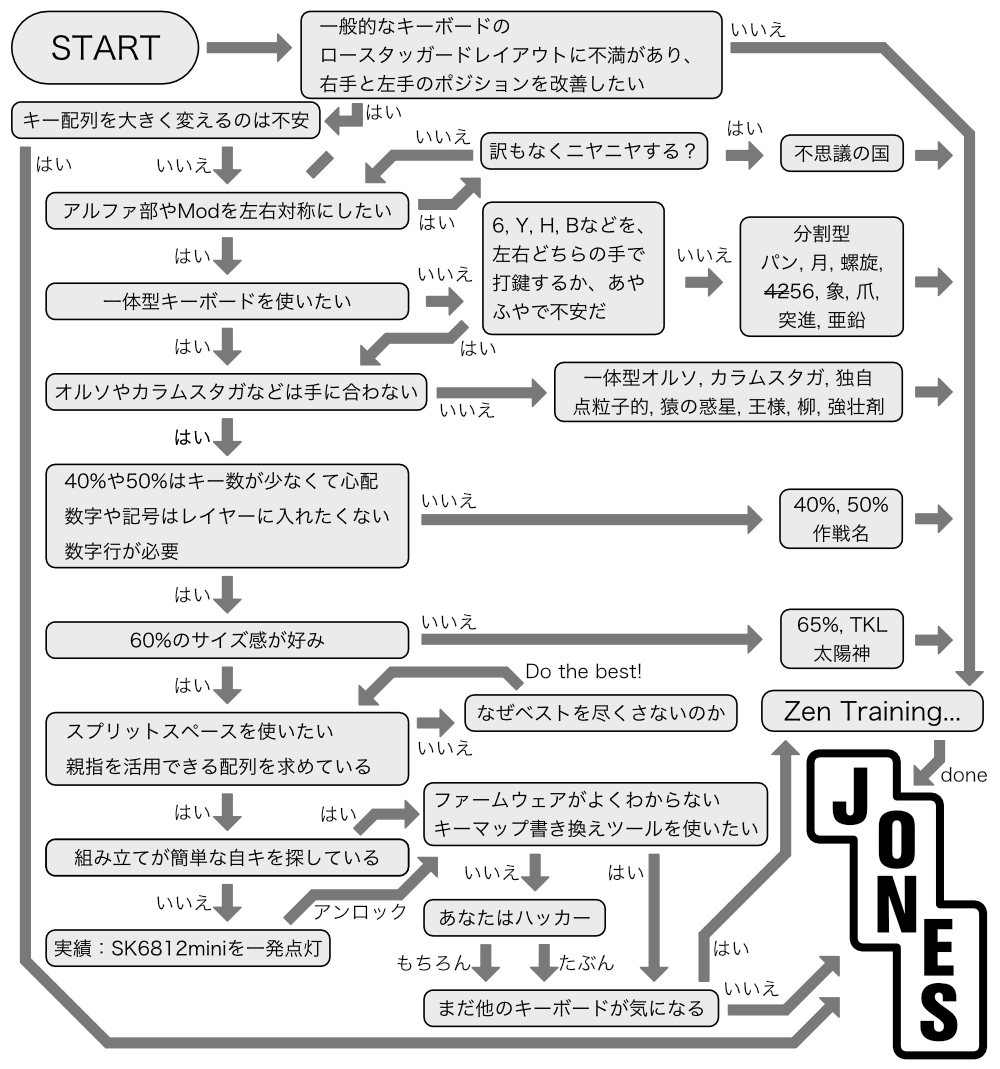 START
一般的なキーボードの
ロースタッガードレイアウトに不満があり、
右手と左手のポジションを改善したい
いいえ
はい
キー配列を大きく変えるのは不安
はい
いいえ
いいえ
訳もなくニヤニヤする？
はい
不思議の国
アルファ部やModを左右対称にしたい
はい
はい
6, Y, H, Bなどを、
左右どちらの手で
打鍵するか、あや
ふやで不安だ
いいえ
分割型
パン, 月, 螺旋,
4256, 象, 爪,
突進, 亜鉛
一体型キーボードを使いたい
いいえ
はい
はい
オルソやカラムスタガなどは手に合わない
いいえ
一体型オルソ, カラムスタガ, 独自
点粒子的, 猿の惑星, 王様, 柳, 強壮剤
はい
40%や50%はキー数が少なくて心配
数字や記号はレイヤーに入れたくない
数字行が必要
いいえ
40%, 50%
作戦名
はい
60%のサイズ感が好み
いいえ
65%, TKL
太陽神
はい
Do the best!
スプリットスペースを使いたい
親指を活用できる配列を求めている
いいえ
なぜベストを尽くさないのか
Zen Training...
done
はい
はい
ファームウェアがよくわからない
キーマップ書き換えツールを使いたい
組み立てが簡単な自キを探している
いいえ
アンロック
いいえ
はい
実績：SK6812miniを一発点灯
あなたはハッカー
もちろん
たぶん
はい
まだ他のキーボードが気になる
いいえ
JONES